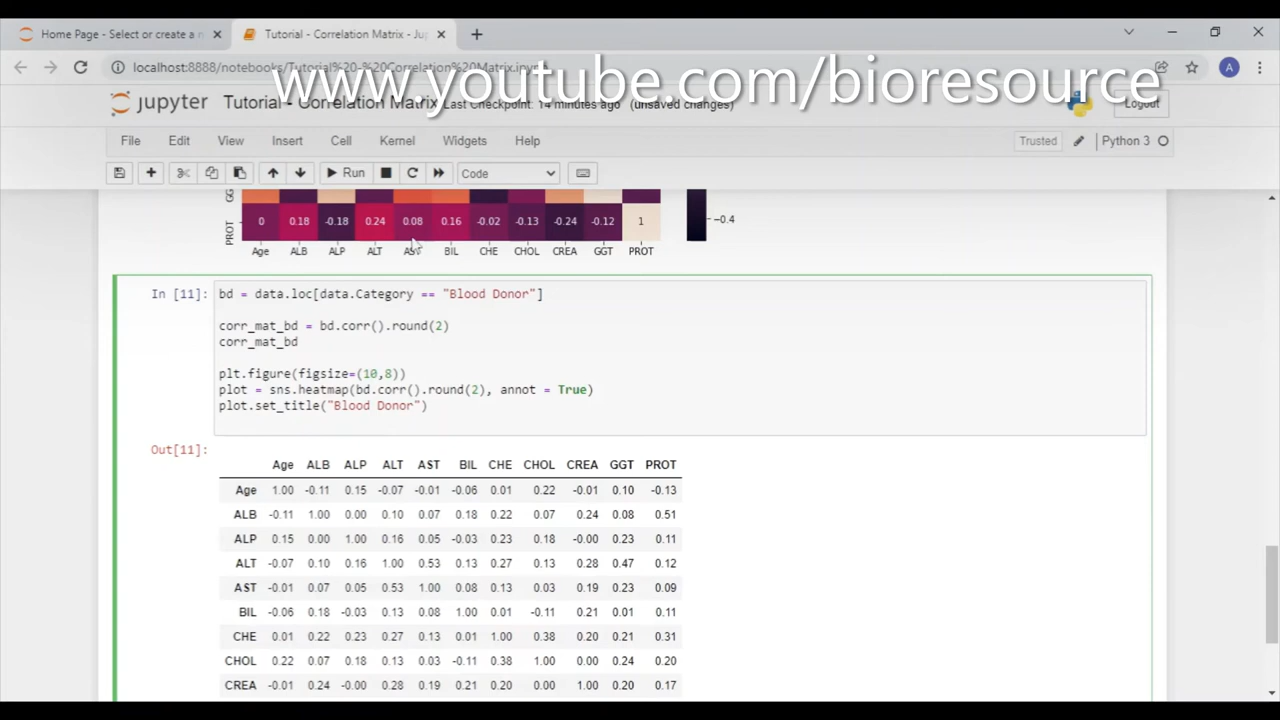 Home Page - Select or create a n
Tutorial - Correlation Matrix - Jup
localhost:8888/notebooks/Tutorial%20-%20Correlation%20Matrix.ipynb
www.youtube.com/bioresource
jupyter Tutorial - Correlation Matrix Last Checkpoint: 14 minutes ago (unsaved changes) Logout
File Edit View Insert Cell Kernel Widgets Help Trusted Python 3
Run Code
PROT 0 0.18 -0.18 0.24 0.08 0.16 -0.02 -0.13 -0.24 -0.12 1 -0.4
Age ALB ALP ALT AST BIL CHE CHOL CREA GGT PROT
In [11]: bd = data.loc[data.Category == "Blood Donor"]
corr_mat_bd = bd.corr().round(2)
corr_mat_bd
plt.figure(figsize=(10,8))
plot = sns.heatmap(bd.corr().round(2), annot = True)
plot.set_title("Blood Donor")
Out[11]:
Age ALB ALP ALT AST BIL CHE CHOL CREA GGT PROT
Age 1.00 -0.11 0.15 -0.07 -0.01 -0.06 0.01 0.22 -0.01 0.10 -0.13
ALB -0.11 1.00 0.00 0.10 0.07 0.18 0.22 0.07 0.24 0.08 0.51
ALP 0.15 0.00 1.00 0.16 0.05 -0.03 0.23 0.18 -0.00 0.23 0.11
ALT -0.07 0.10 0.16 1.00 0.53 0.13 0.27 0.13 0.28 0.47 0.12
AST -0.01 0.07 0.05 0.53 1.00 0.08 0.13 0.03 0.19 0.23 0.09
BIL -0.06 0.18 -0.03 0.13 0.08 1.00 0.01 -0.11 0.21 0.01 0.11
CHE 0.01 0.22 0.23 0.27 0.13 0.01 1.00 0.38 0.20 0.21 0.31
CHOL 0.22 0.07 0.18 0.13 0.03 -0.11 0.38 1.00 0.00 0.24 0.20
CREA -0.01 0.24 -0.00 0.28 0.19 0.21 0.20 0.00 1.00 0.20 0.17